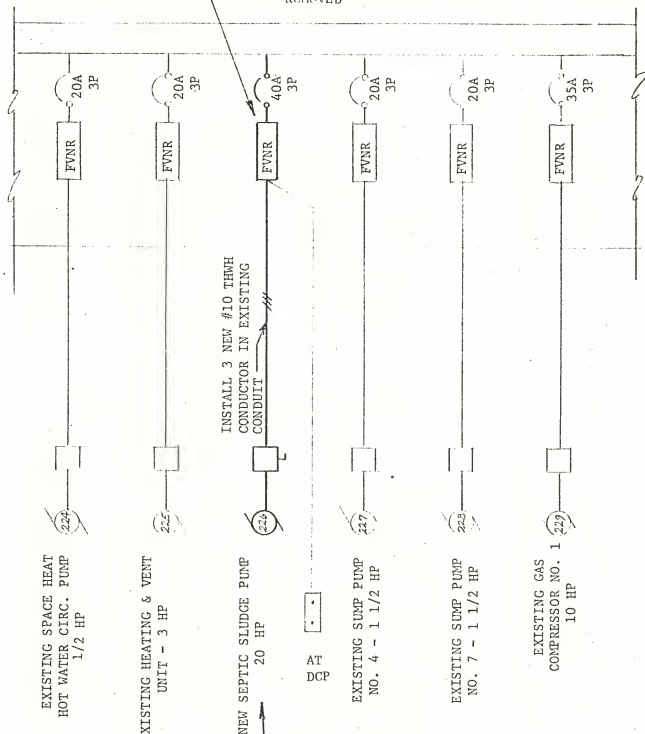 20A
3P
FVNR
224
EXISTING SPACE HEAT
HOT WATER CIRC. PUMP
1/2 HP
20A
3P
FVNR
225
XISTING HEATING & VENT
UNIT - 3 HP
40A
3P
FVNR
INSTALL 3 NEW #10 THWH
CONDUCTOR IN EXISTING
CONDUIT
226
NEW SEPTIC SLUDGE PUMP
20 HP
AT
DCP
20A
3P
FVNR
227
EXISTING SUMP PUMP
NO. 4 - 1 1/2 HP
20A
3P
FVNR
228
EXISTING SUMP PUMP
NO. 7 - 1 1/2 HP
35A
3P
FVNR
229
EXISTING GAS
COMPRESSOR NO. 1
10 HP